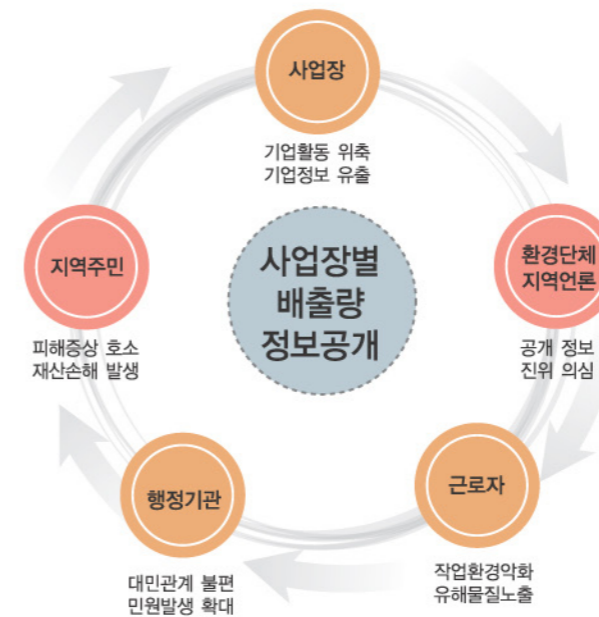 사업장
기업활동 위축
기업정보 유출
환경단체
지역언론
공개 정보
진위 의심
근로자
작업환경악화
유해물질노출
행정기관
대민관계 불편
민원발생 확대
지역주민
피해증상 호소
재산손해 발생
사업장별
배출량
정보공개